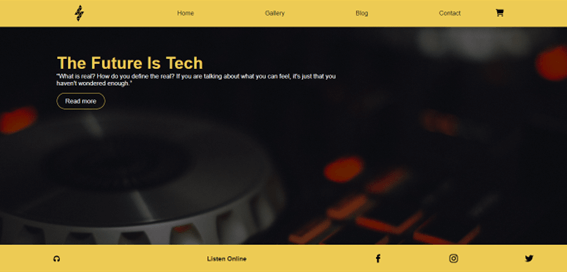 Home Gallery Blog Contact
The Future Is Tech
"What is real? How do you define the real? If you are talking about what you can feel, it's just that you
haven't wondered enough."
Read more
Listen Online